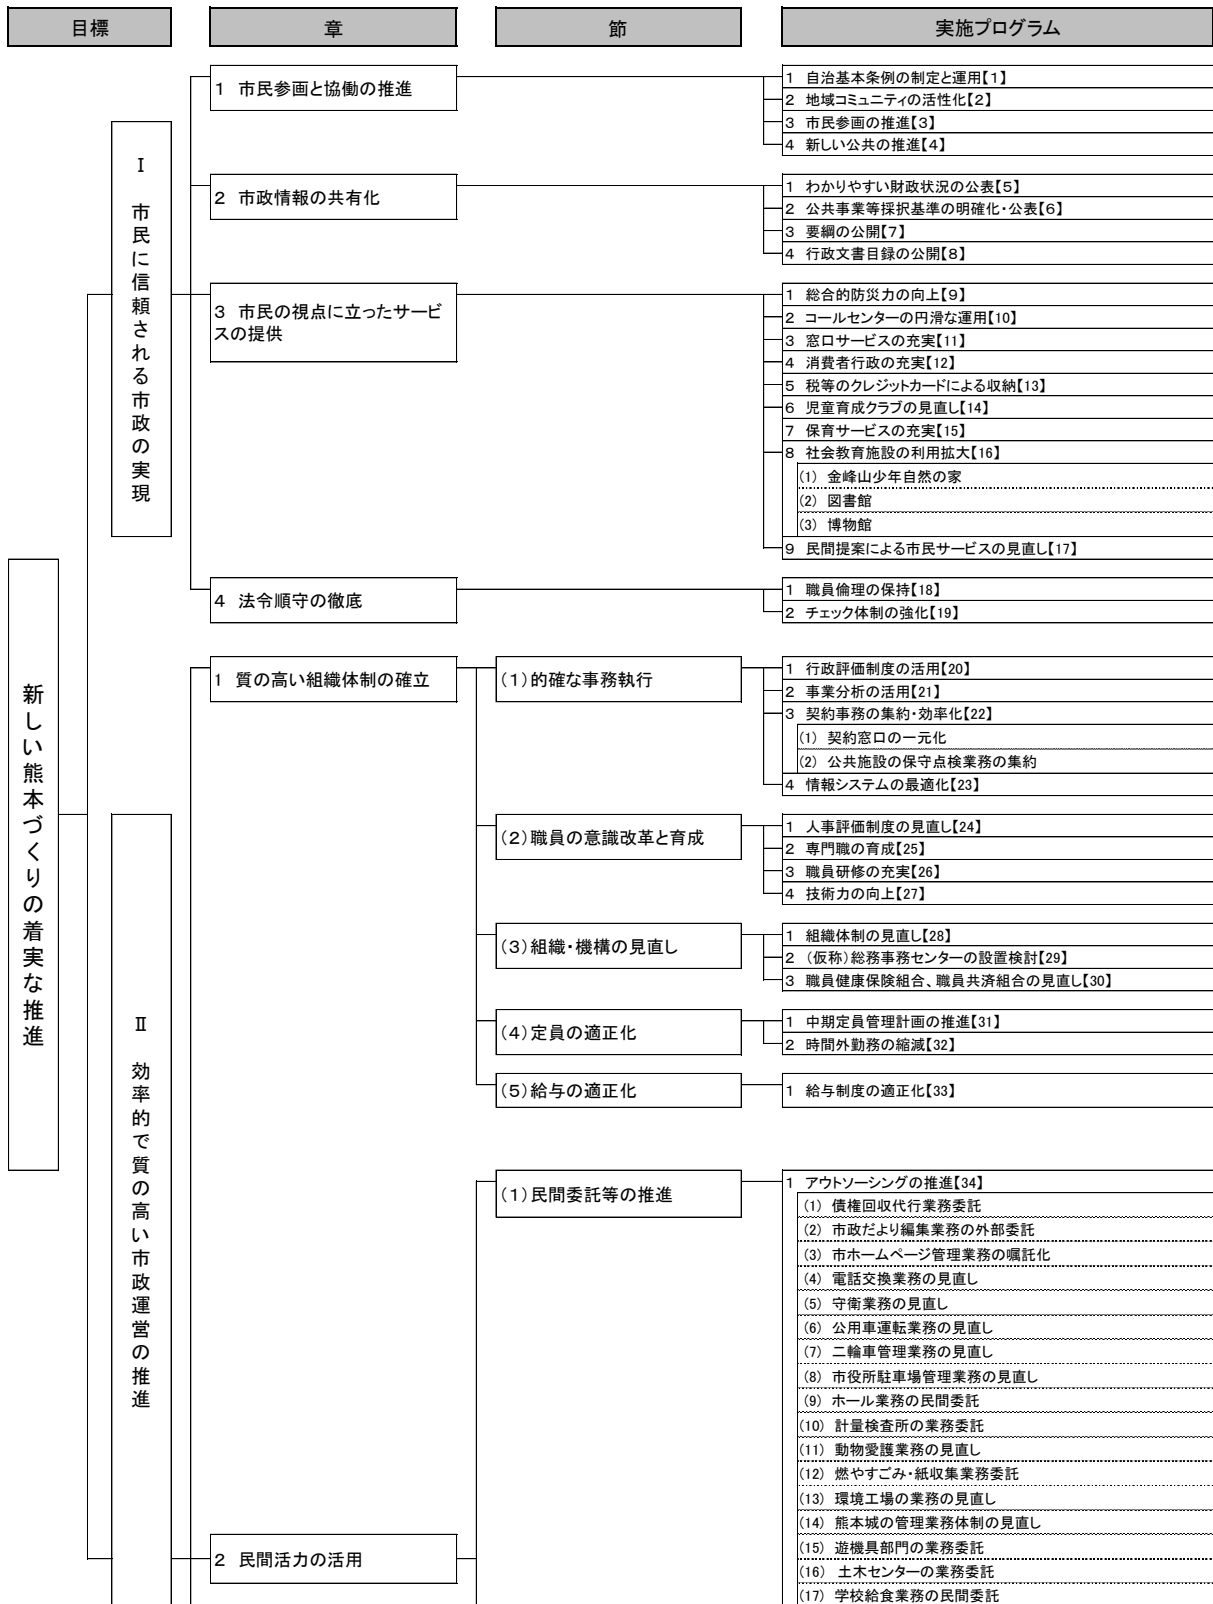 目標
章
節
実施プログラム
新しい熊本づくりの着実な推進
Ⅰ 市民に信頼される市政の実現
1 市民参画と協働の推進
1 自治基本条例の制定と運用【1】
2 地域コミュニティの活性化【2】
3 市民参画の推進【3】
4 新しい公共の推進【4】
2 市政情報の共有化
1 わかりやすい財政状況の公表【5】
2 公共事業等採択基準の明確化・公表【6】
3 要綱の公開【7】
4 行政文書目録の公開【8】
3 市民の視点に立ったサービ
スの提供
1 総合的防災力の向上【9】
2 コールセンターの円滑な運用【10】
3 窓口サービスの充実【11】
4 消費者行政の充実【12】
5 税等のクレジットカードによる収納【13】
6 児童育成クラブの見直し【14】
7 保育サービスの充実【15】
8 社会教育施設の利用拡大【16】
(1) 金峰山少年自然の家
(2) 図書館
(3) 博物館
9 民間提案による市民サービスの見直し【17】
4 法令順守の徹底
1 職員倫理の保持【18】
2 チェック体制の強化【19】
Ⅱ 効率的で質の高い市政運営の推進
1 質の高い組織体制の確立
(1)的確な事務執行
1 行政評価制度の活用【20】
2 事業分析の活用【21】
3 契約事務の集約・効率化【22】
(1) 契約窓口の一元化
(2) 公共施設の保守点検業務の集約
4 情報システムの最適化【23】
(2)職員の意識改革と育成
1 人事評価制度の見直し【24】
2 専門職の育成【25】
3 職員研修の充実【26】
4 技術力の向上【27】
(3)組織・機構の見直し
1 組織体制の見直し【28】
2 (仮称)総務事務センターの設置検討【29】
3 職員健康保険組合、職員共済組合の見直し【30】
(4)定員の適正化
1 中期定員管理計画の推進【31】
2 時間外勤務の縮減【32】
(5)給与の適正化
1 給与制度の適正化【33】
2 民間活力の活用
(1)民間委託等の推進
1 アウトソーシングの推進【34】
(1) 債権回収代行業務委託
(2) 市政だより編集業務の外部委託
(3) 市ホームページ管理業務の嘱託化
(4) 電話交換業務の見直し
(5) 守衛業務の見直し
(6) 公用車運転業務の見直し
(7) 二輪車管理業務の見直し
(8) 市役所駐車場管理業務の見直し
(9) ホール業務の民間委託
(10) 計量検査所の業務委託
(11) 動物愛護業務の見直し
(12) 燃やすごみ・紙収集業務委託
(13) 環境工場の業務の見直し
(14) 熊本城の管理業務体制の見直し
(15) 遊機具部門の業務委託
(16) 土木センターの業務委託
(17) 学校給食業務の民間委託